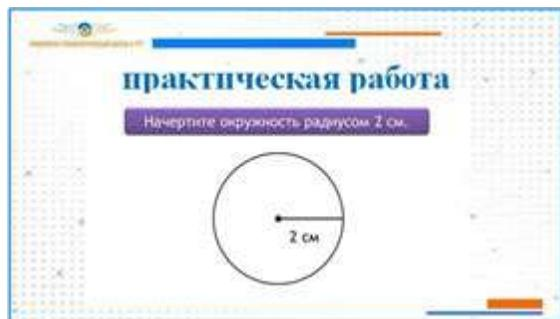 практическая работа
Начертите окружность радиусом 2 см.
2 см